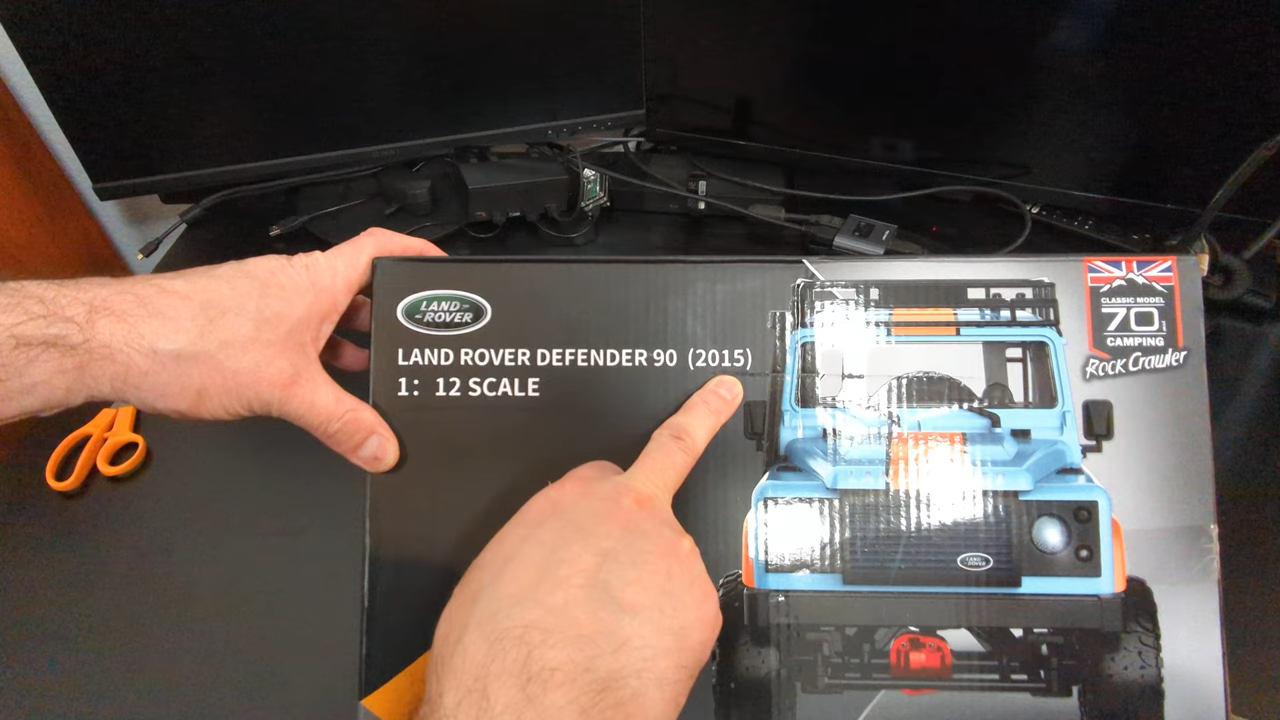 LAND-
-ROVER
LAND ROVER DEFENDER 90 (2015)
1: 12 SCALE
CLASSIC MODEL
70
CAMPING
Rock Crawler
LAND-
-ROVER